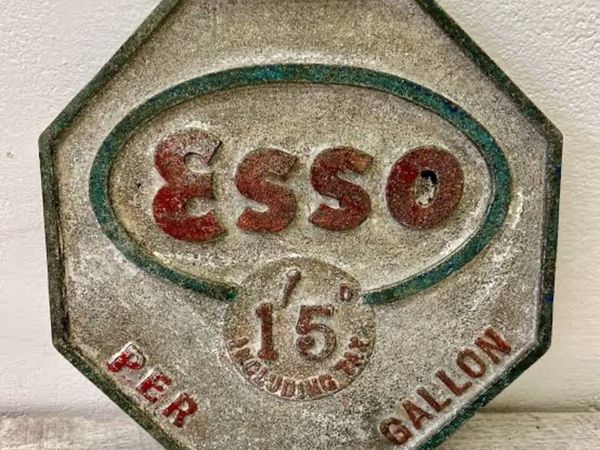 Esso
1/5D
INCLUDING TAX
PER GALLON